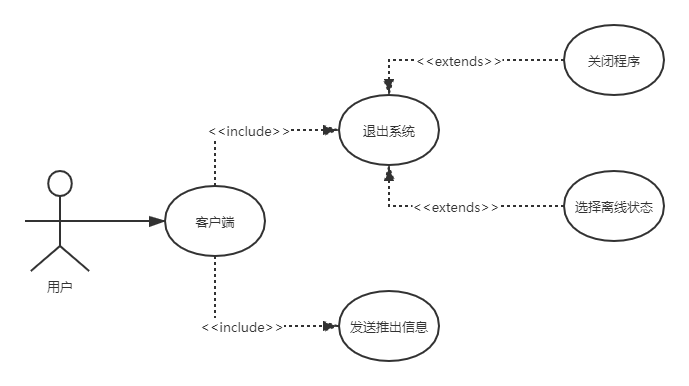 关闭程序
<<extends>>
<<include>>
退出系统
选择离线状态
<<extends>>
客户端
用户
<<include>>
发送推出信息